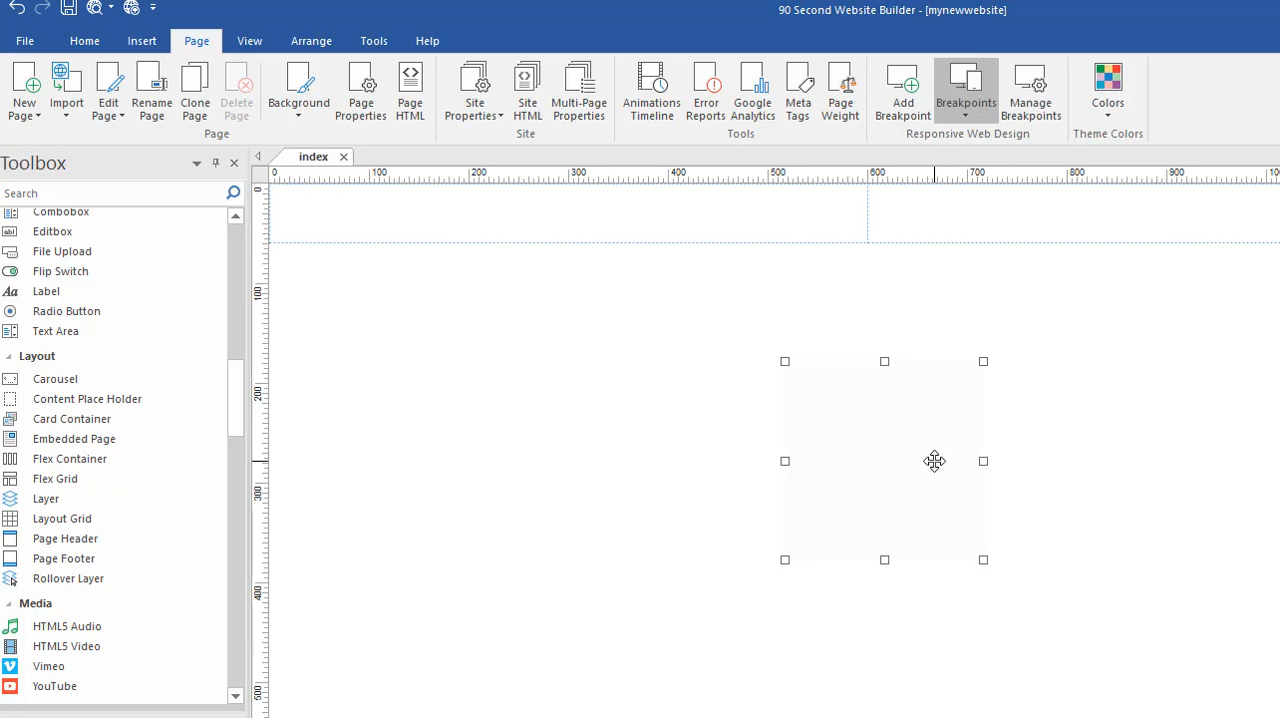 90 Second Website Builder - [mynewwebsite]
File Home Insert Page View Arrange Tools Help
New Page Import Edit Page Rename Page Clone Page Delete Page Background Page Properties Page HTML Site Properties Site HTML Multi-Page Properties Animations Timeline Error Reports Google Analytics Meta Tags Page Weight Add Breakpoint Breakpoints Manage Breakpoints Colors
Page Site Tools Responsive Web Design Theme Colors
Toolbox
index
0 100 200 300 400 500 600 700 800 900 100
Search
Combobox
Editbox
File Upload
Flip Switch
Label
Radio Button
Text Area
Layout
Carousel
Content Place Holder
Card Container
Embedded Page
Flex Container
Flex Grid
Layer
Layout Grid
Page Header
Page Footer
Rollover Layer
Media
HTML5 Audio
HTML5 Video
Vimeo
YouTube
0
100
200
300
400
500